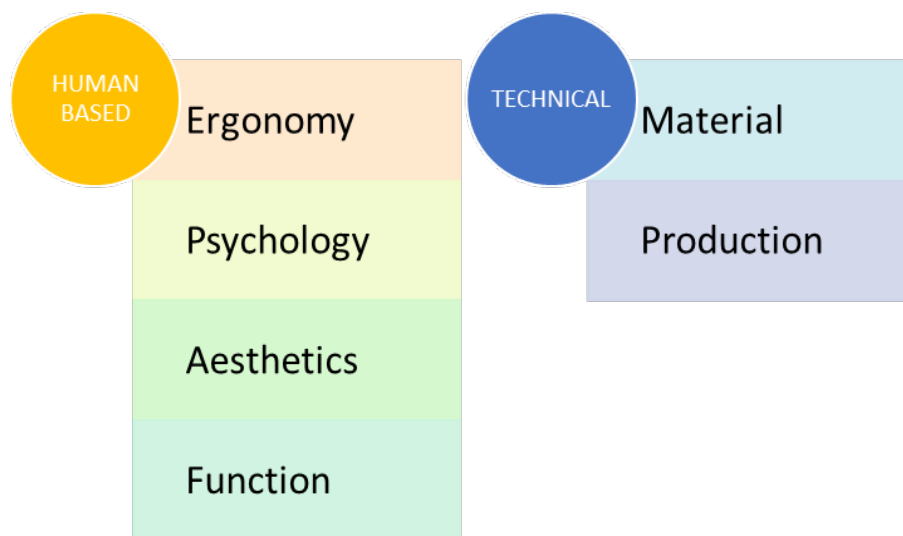 HUMAN
BASED
Ergonomy
Psychology
Aesthetics
Function
TECHNICAL
Material
Production